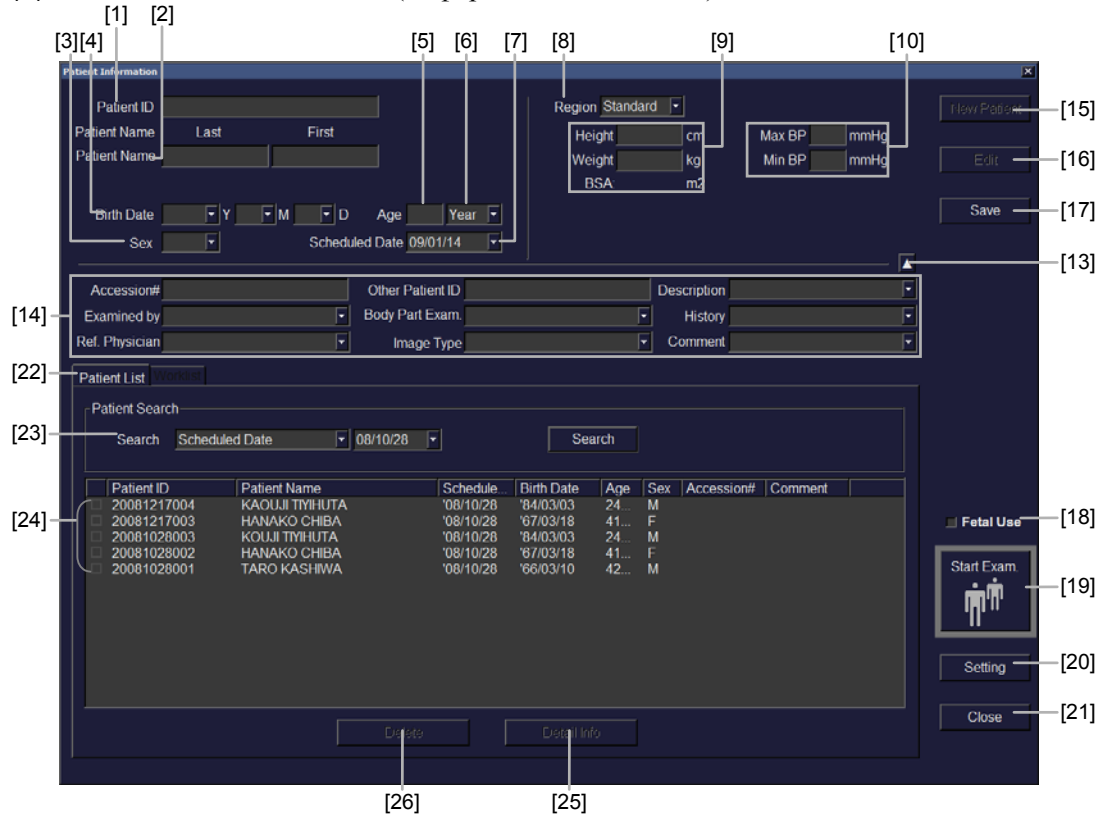 [1] [2]
[3][4] [5] [6] [7] [8] [9] [10]
Patient Information
Patient ID
Region Standard
New Patient [15]
Patient Name Last First
Height cm Max BP mmHg
Patient Name
Weight kg Min BP mmHg
Edit [16]
BSA: m2
Birth Date Y M D Age Year
Save [17]
Sex Scheduled Date 09/01/14
[13]
[14]
Accession# Other Patient ID Description
Examined by Body Part Exam. History
Ref. Physician Image Type Comment
[22] Patient List Worklist
Patient Search
[23] Search Scheduled Date 08/10/28 Search
Patient ID Patient Name Schedule... Birth Date Age Sex Accession# Comment
20081217004 KAOUJI TIYIHUTA '08/10/28 '84/03/03 24... M
20081217003 HANAKO CHIBA '08/10/28 '67/03/18 41... F
[24] 20081028003 KOUJI TIYIHUTA '08/10/28 '84/03/03 24... M
20081028002 HANAKO CHIBA '08/10/28 '67/03/18 41... F
20081028001 TARO KASHIWA '08/10/28 '66/03/10 42... M
Fetal Use [18]
Start Exam. [19]
Setting [20]
Close [21]
Delete Detail Info
[26] [25]